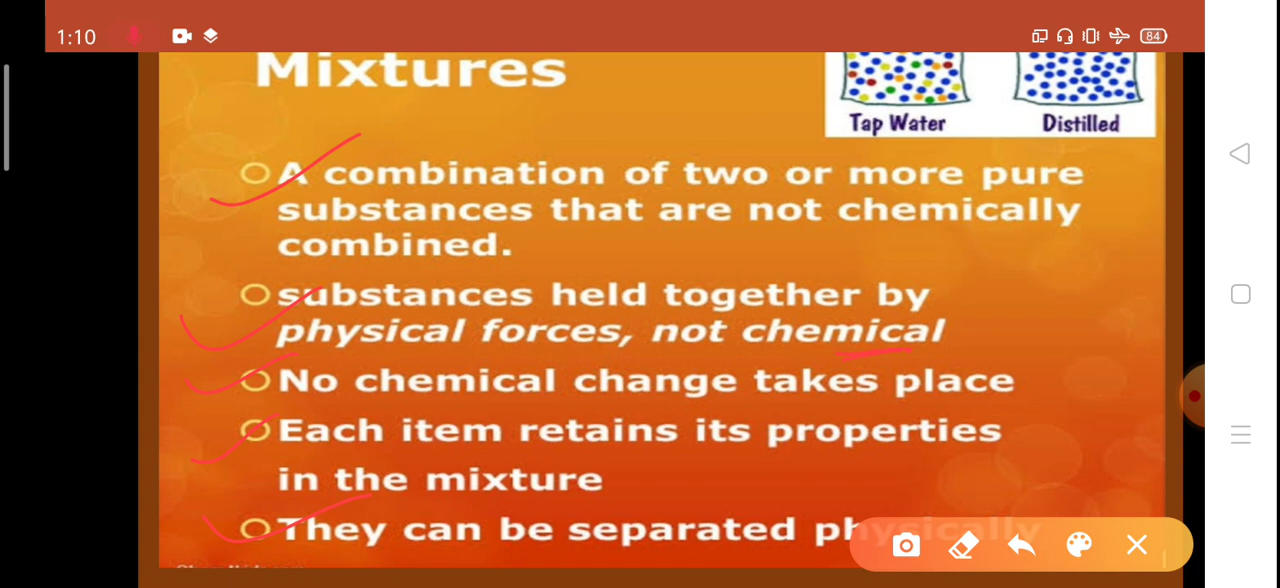 1:10
84
Mixtures
Tap Water
Distilled
A combination of two or more pure
substances that are not chemically
combined.
substances held together by
physical forces, not chemical
No chemical change takes place
Each item retains its properties
in the mixture
They can be separated physically